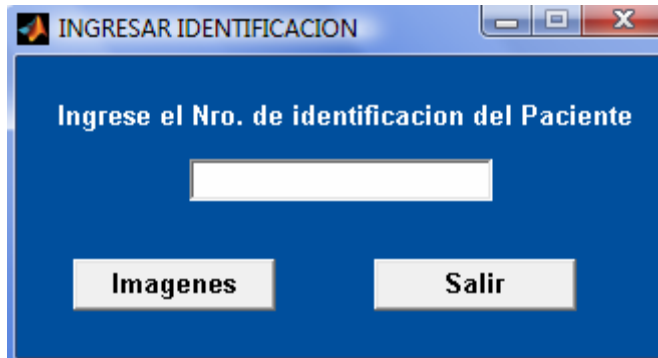 INGRESAR IDENTIFICACION
Ingrese el Nro. de identificacion del Paciente
Imagenes
Salir